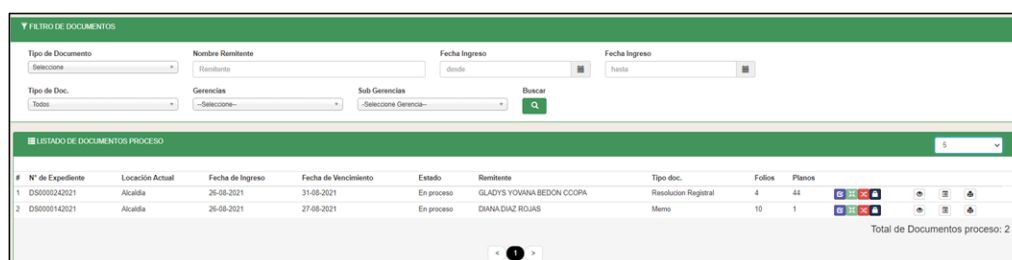 FILTRO DE DOCUMENTOS
Tipo de Documento Nombre Remitente Fecha Ingreso Fecha Ingreso
Seleccione Remitente desde hasta
Tipo de Doc. Gerencias Sub Gerencias Buscar
Todos --Seleccione-- -Seleccione Gerencia--
LISTADO DE DOCUMENTOS PROCESO 5
# N° de Expediente Locación Actual Fecha de Ingreso Fecha de Vencimiento Estado Remitente Tipo doc. Folios Planos
1 DS0000242021 Alcaldia 26-08-2021 31-08-2021 En proceso GLADYS YOVANA BEDON CCOPA Resolucion Registral 4 44
2 DS0000142021 Alcaldia 26-08-2021 27-08-2021 En proceso DIANA DIAZ ROJAS Memo 10 1
Total de Documentos proceso: 2
< 1 >